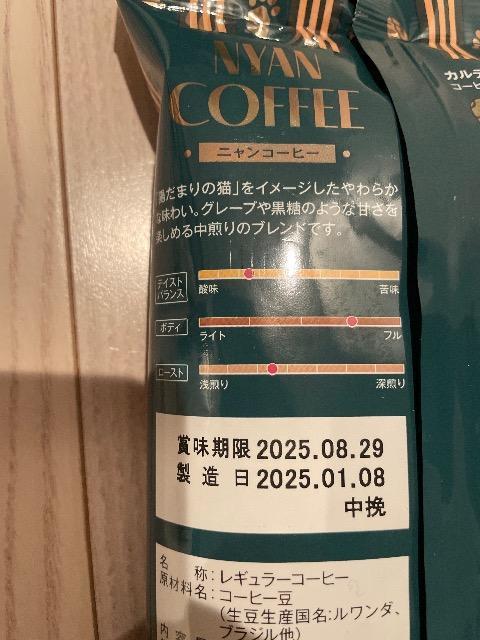 NYAN
COFFEE
ニャンコーヒー
陽だまりの猫」をイメージしたやわらか
な味わい。グレープや黒糖のような甘さを
楽しめる中煎りのブレンドです。
テイスト
バランス
酸味 苦味
ボディ
ライト フル
ロースト
浅煎り 深煎り
賞味期限 2025.08.29
製造日 2025.01.08
中挽
名称:レギュラーコーヒー
原材料名:コーヒー豆
(生豆生産国名:ルワンダ、
ブラジル他)
カルデ
コーヒ